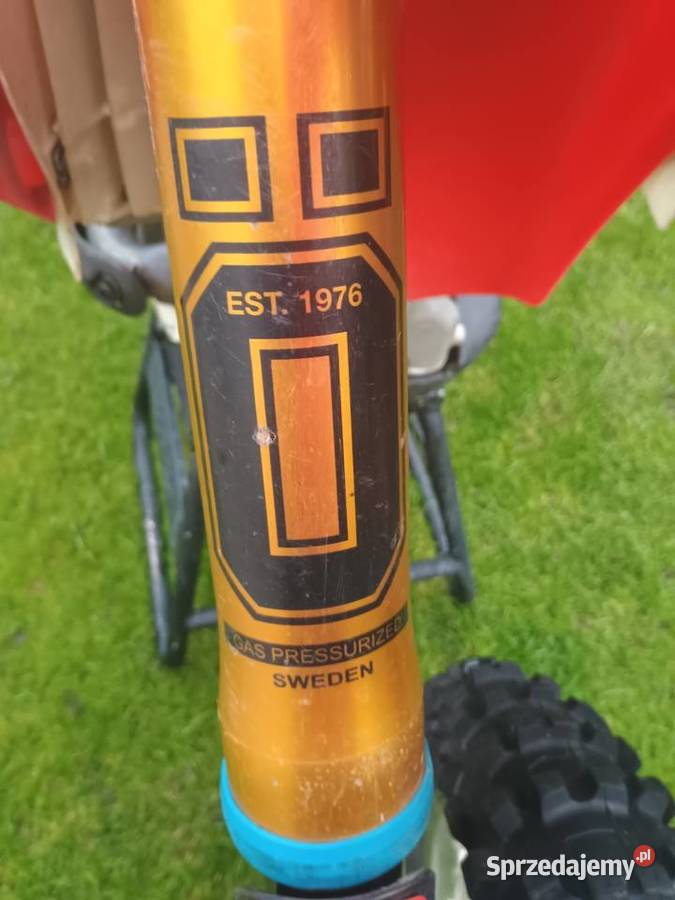 Ö
EST. 1976
GAS PRESSURIZED
SWEDEN
Sprzedajemy.pl